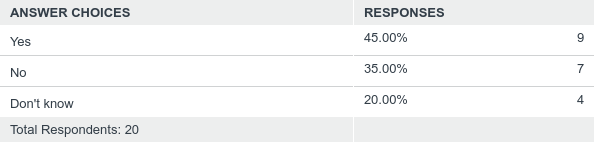 ANSWER CHOICES RESPONSES
Yes 45.00% 9
No 35.00% 7
Don't know 20.00% 4
Total Respondents: 20